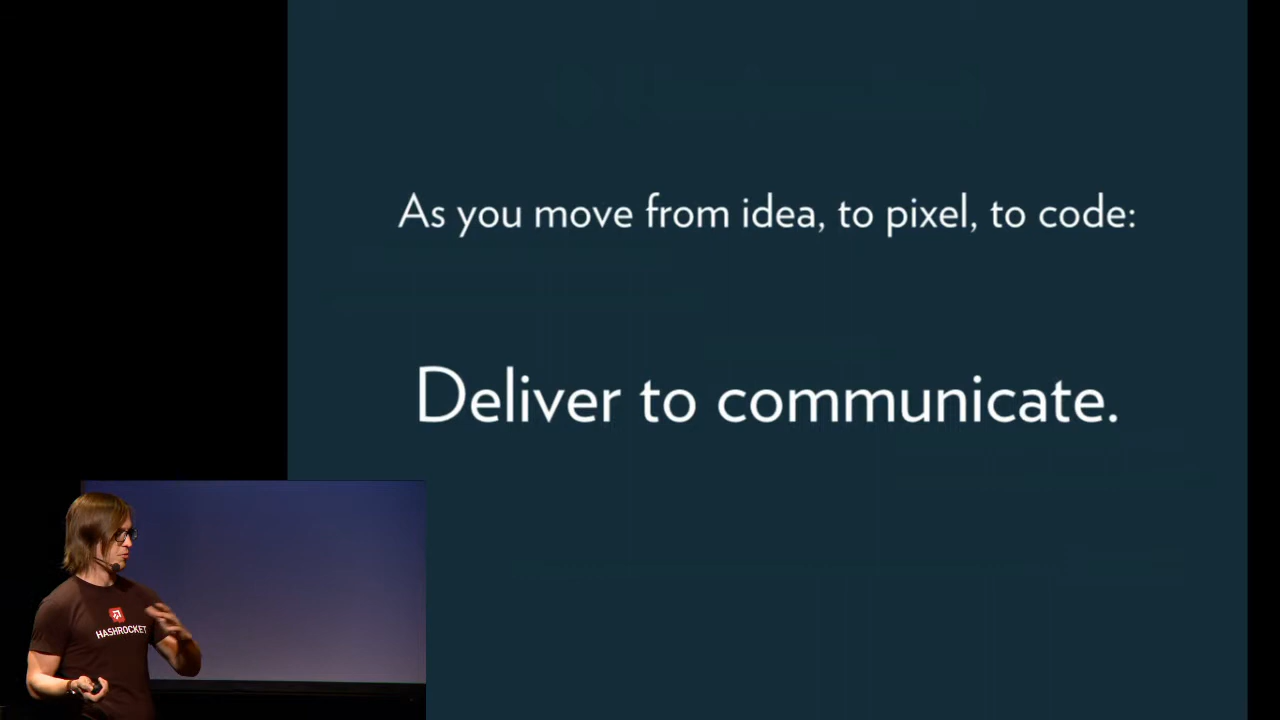 As you move from idea, to pixel, to code:
Deliver to communicate.
HASHROCKET